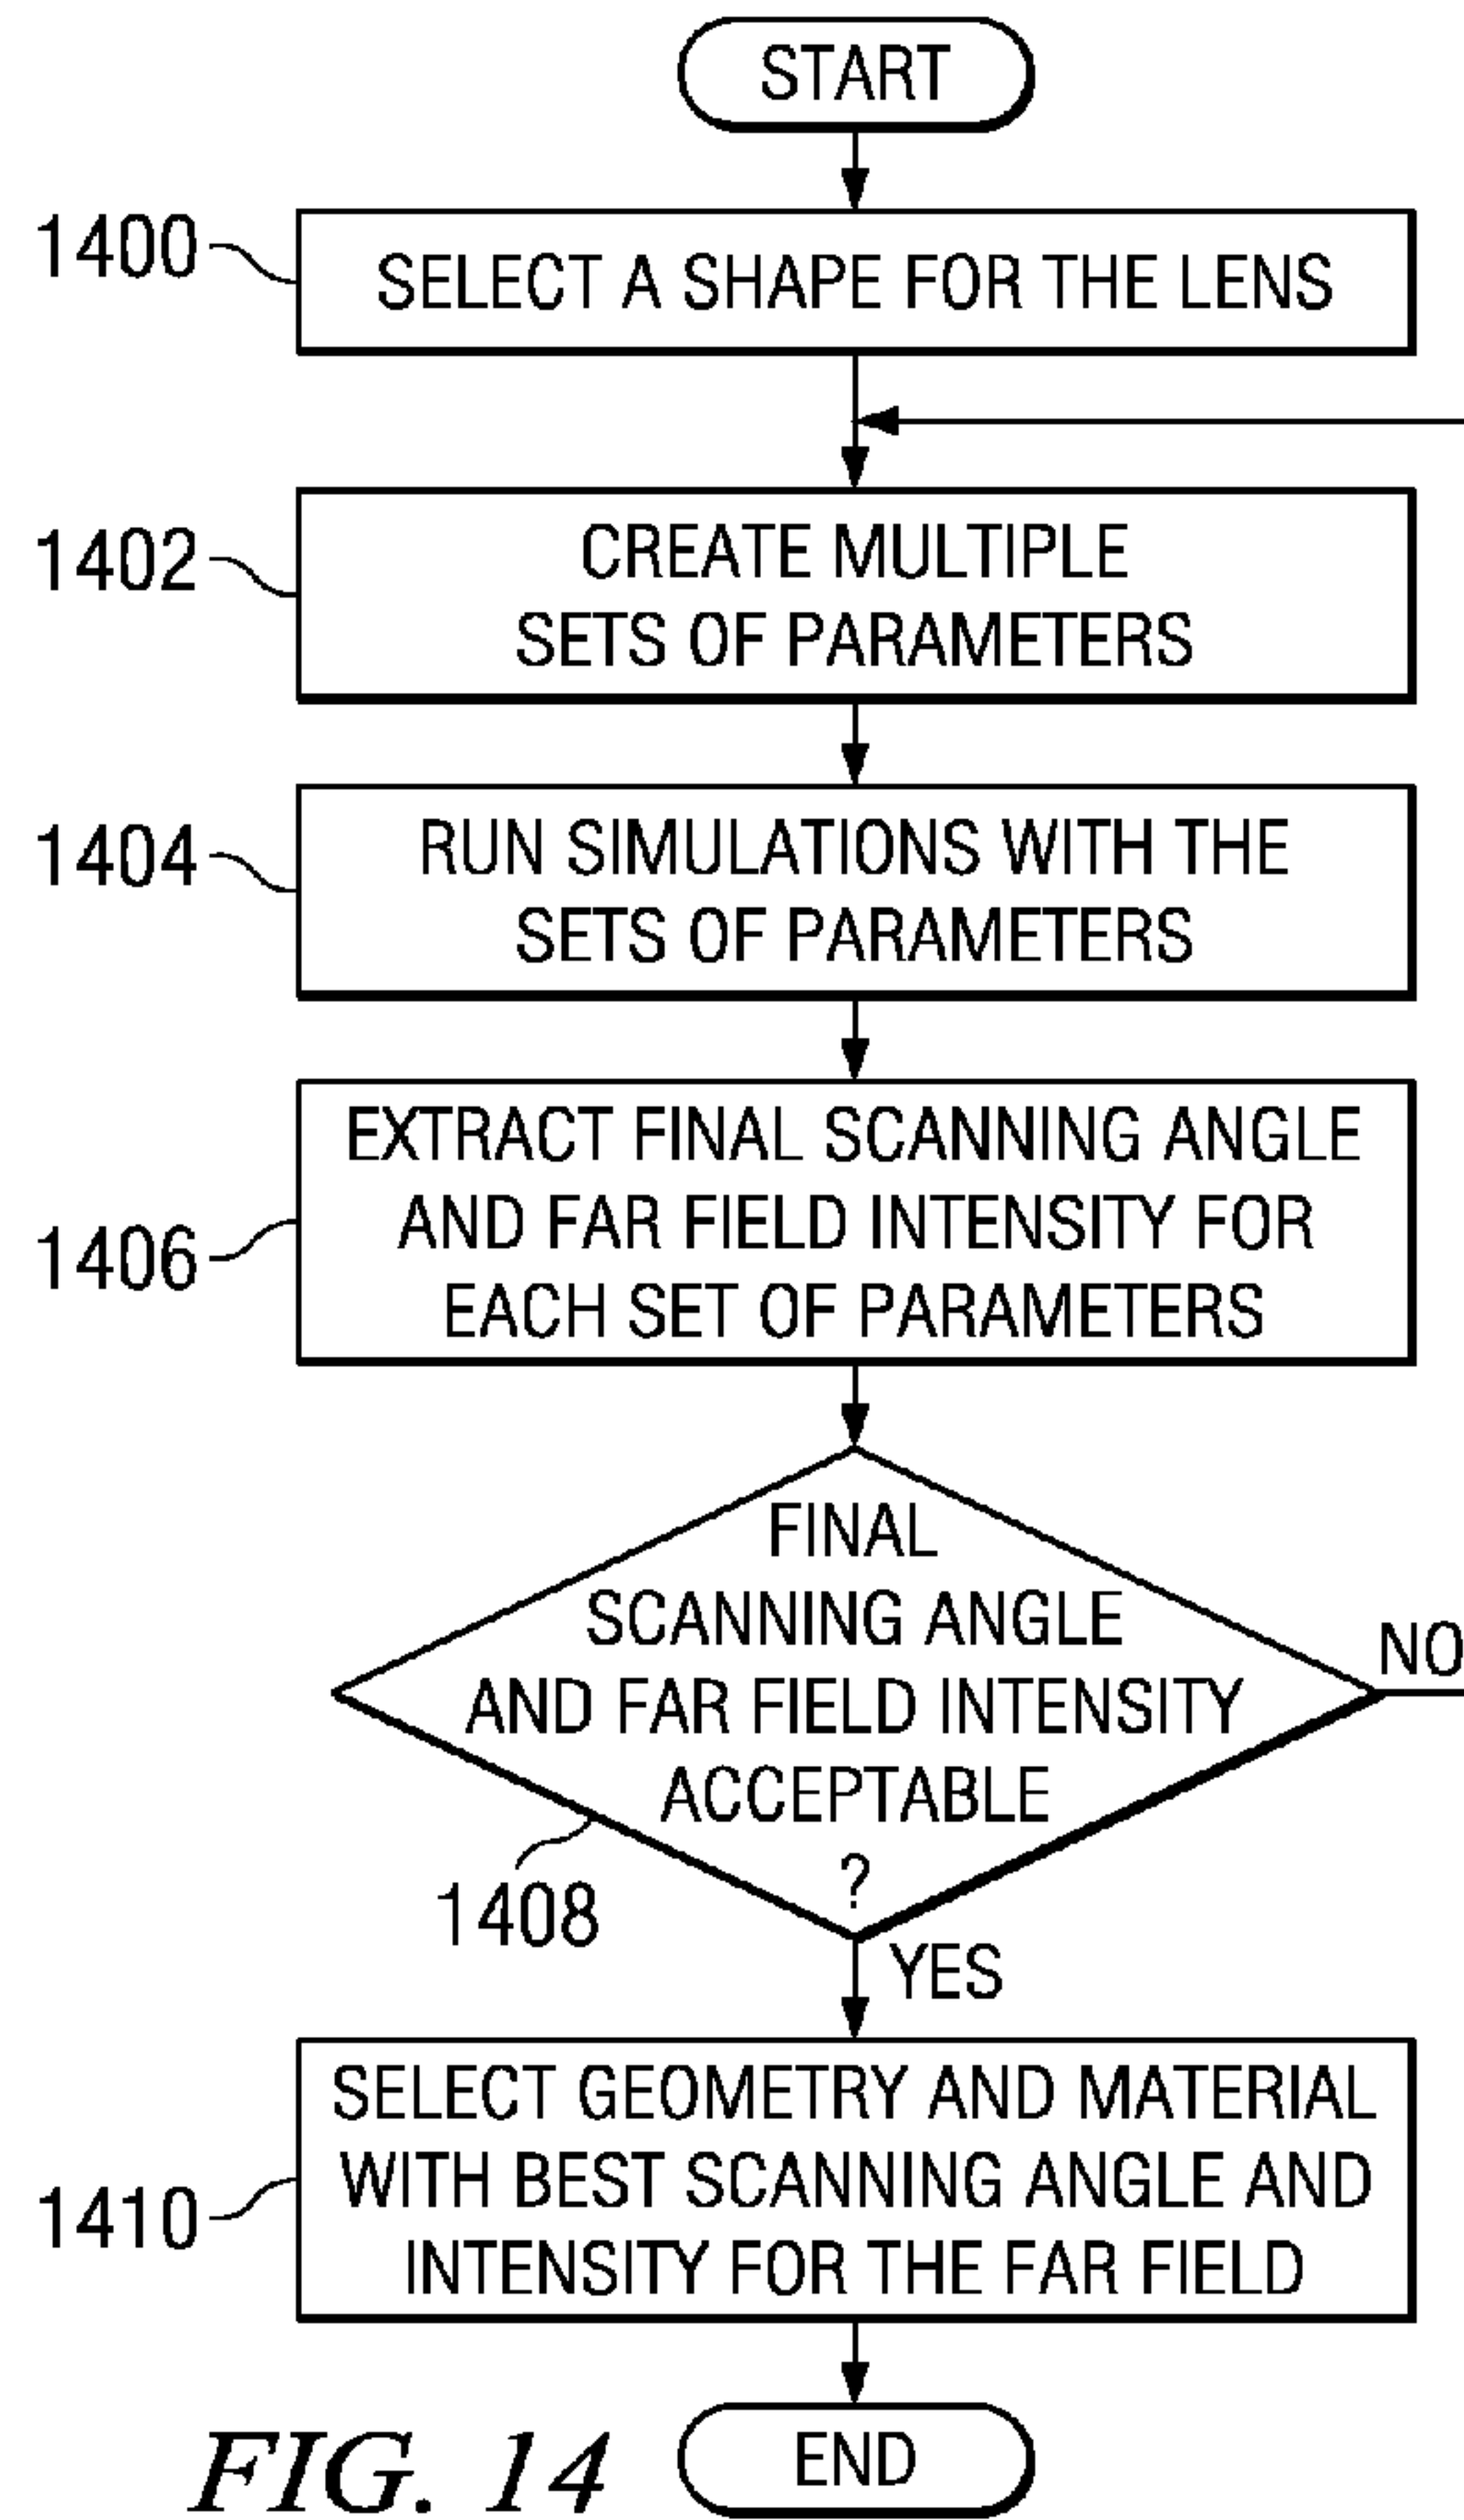 START
1400
SELECT A SHAPE FOR THE LENS
1402
CREATE MULTIPLE
SETS OF PARAMETERS
1404
RUN SIMULATIONS WITH THE
SETS OF PARAMETERS
1406
EXTRACT FINAL SCANNING ANGLE
AND FAR FIELD INTENSITY FOR
EACH SET OF PARAMETERS
FINAL
SCANNING ANGLE
AND FAR FIELD INTENSITY
ACCEPTABLE
?
NO
1408
YES
1410
SELECT GEOMETRY AND MATERIAL
WITH BEST SCANNING ANGLE AND
INTENSITY FOR THE FAR FIELD
END
FIG. 14